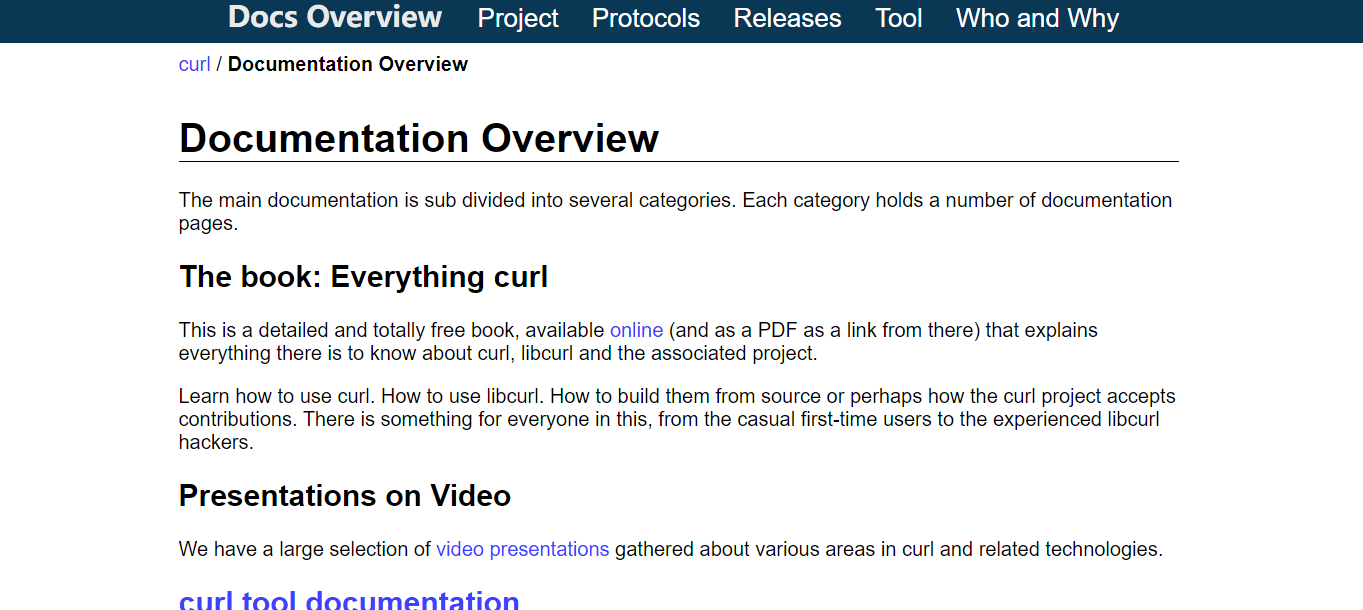 Docs Overview Project Protocols Releases Tool Who and Why
curl / Documentation Overview
Documentation Overview
The main documentation is sub divided into several categories. Each category holds a number of documentation
pages.
The book: Everything curl
This is a detailed and totally free book, available online (and as a PDF as a link from there) that explains
everything there is to know about curl, libcurl and the associated project.
Learn how to use curl. How to use libcurl. How to build them from source or perhaps how the curl project accepts
contributions. There is something for everyone in this, from the casual first-time users to the experienced libcurl
hackers.
Presentations on Video
We have a large selection of video presentations gathered about various areas in curl and related technologies.
curl tool documentation